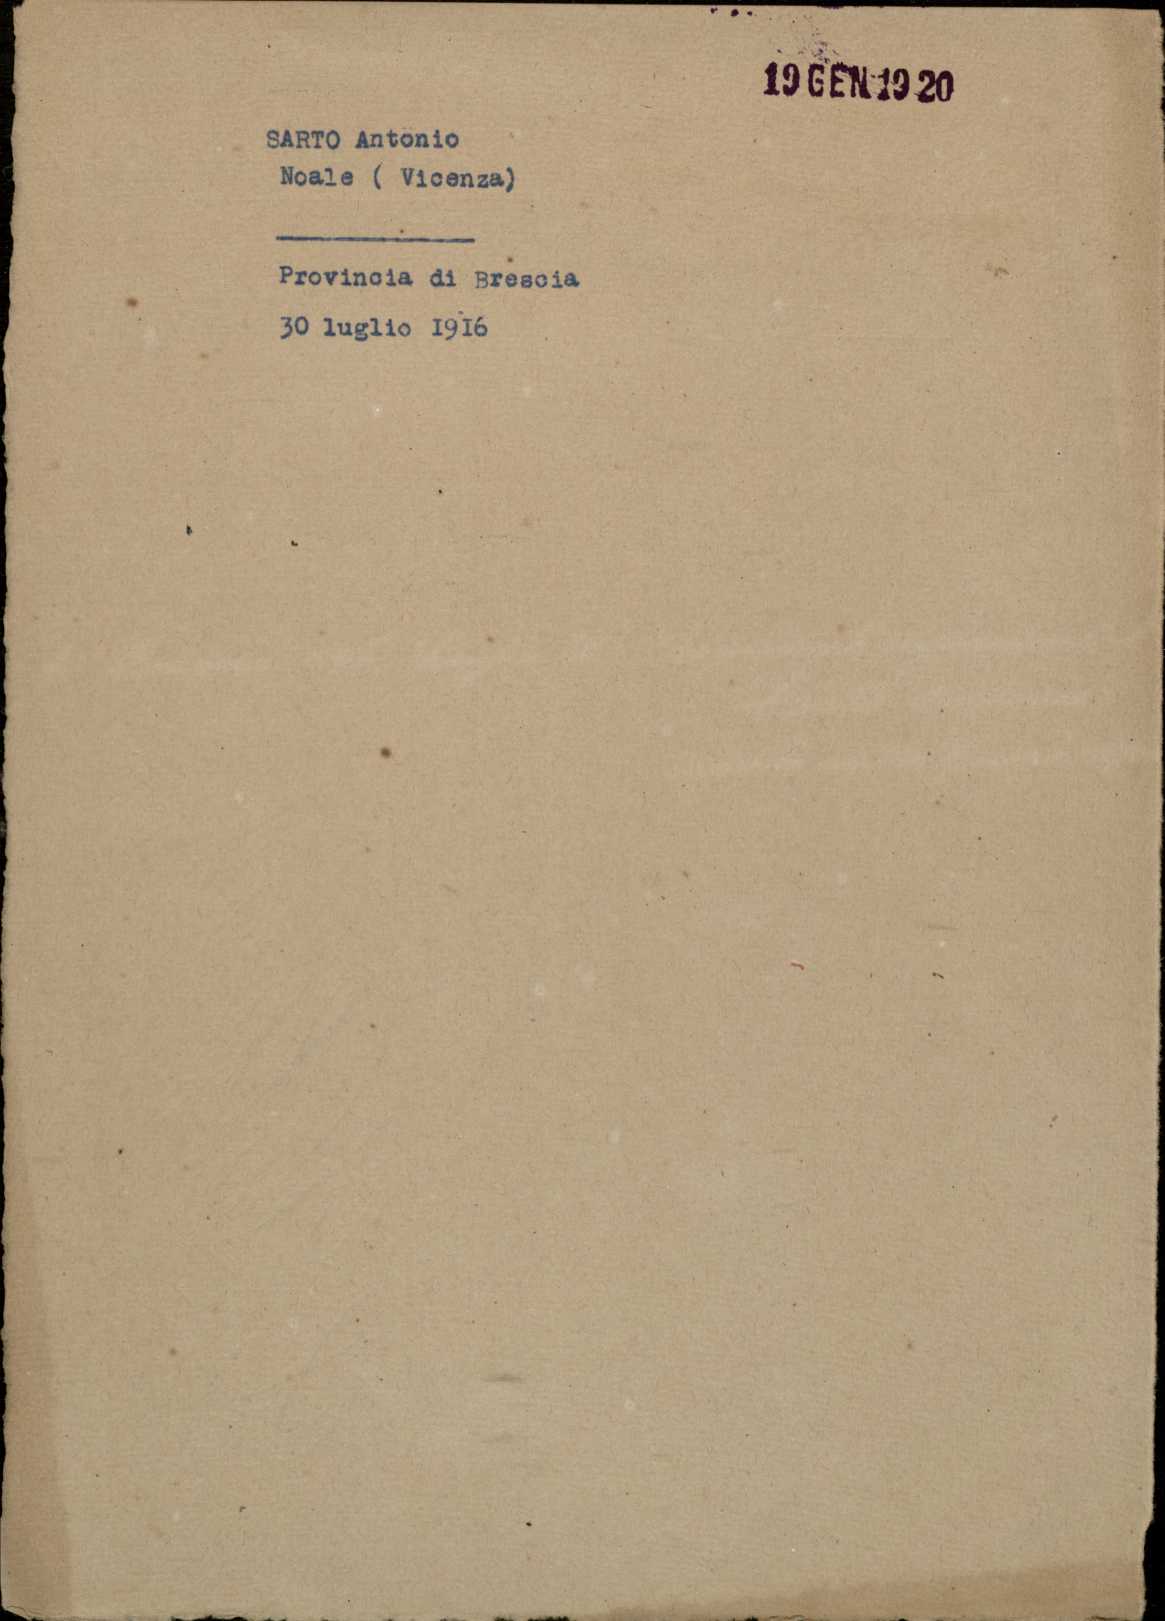 19 GEN 1920
SARTO Antonio
Noale ( Vicenza)
Provincia di Brescia
30 luglio 1916